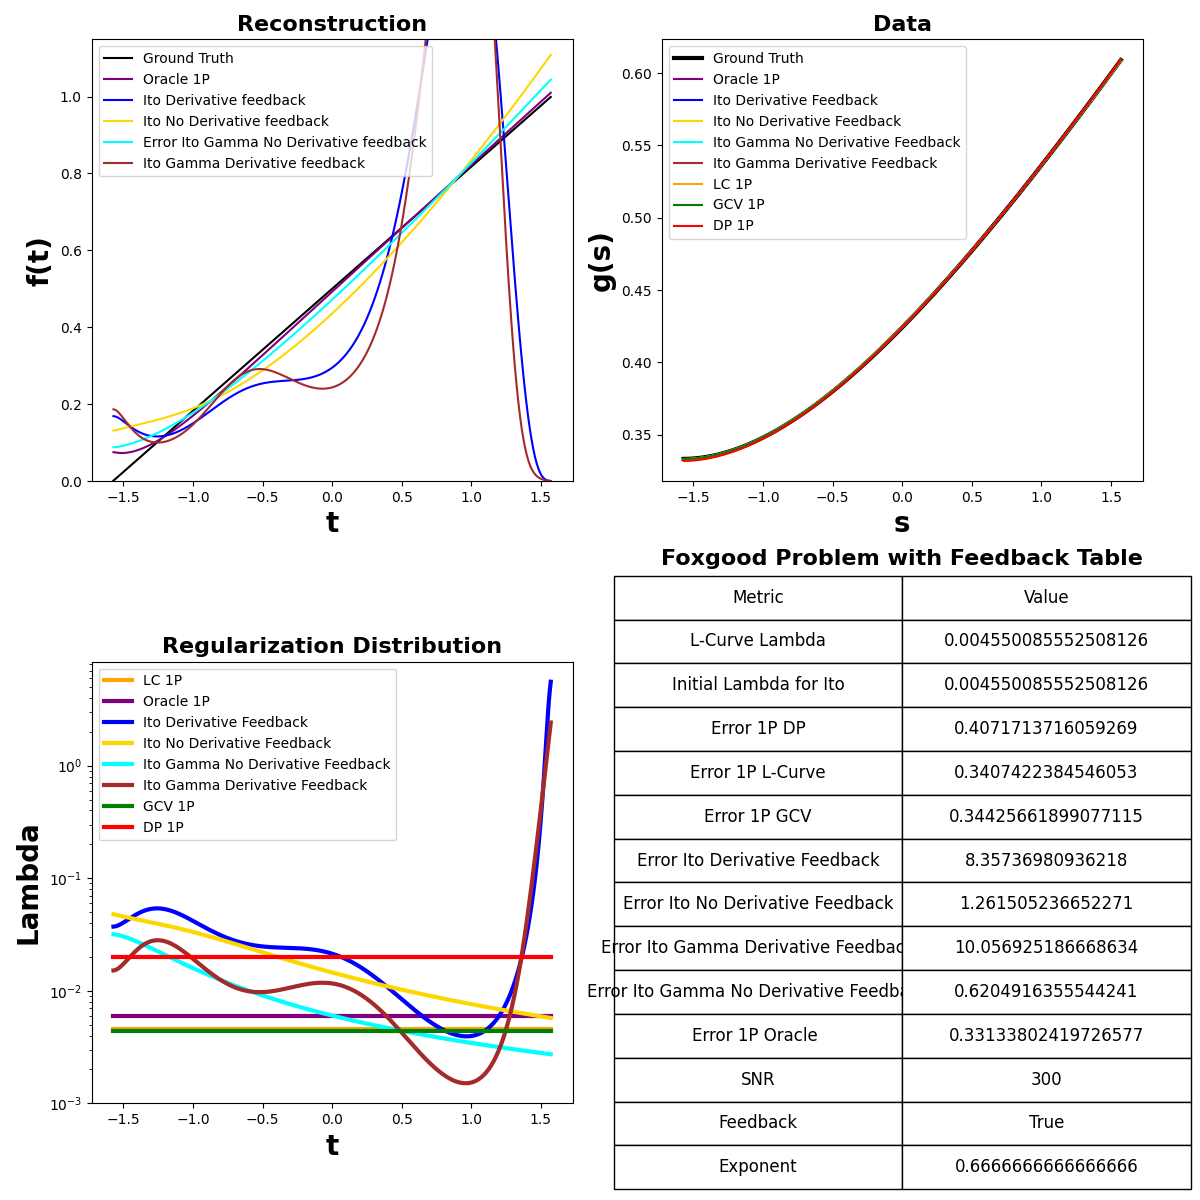 Reconstruction
Ground Truth
Oracle 1P
Ito Derivative feedback
Ito No Derivative feedback
Error Ito Gamma No Derivative feedback
Ito Gamma Derivative feedback
1.0
0.8
0.6
0.4
0.2
0.0
f(t)
−1.5 −1.0 −0.5 0.0 0.5 1.0 1.5
t
Data
Ground Truth
Oracle 1P
Ito Derivative Feedback
Ito No Derivative Feedback
Ito Gamma No Derivative Feedback
Ito Gamma Derivative Feedback
LC 1P
GCV 1P
DP 1P
0.60
0.55
0.50
0.45
0.40
0.35
g(s)
−1.5 −1.0 −0.5 0.0 0.5 1.0 1.5
s
Regularization Distribution
LC 1P
Oracle 1P
Ito Derivative Feedback
Ito No Derivative Feedback
Ito Gamma No Derivative Feedback
Ito Gamma Derivative Feedback
GCV 1P
DP 1P
10⁰
10⁻¹
10⁻²
10⁻³
Lambda
−1.5 −1.0 −0.5 0.0 0.5 1.0 1.5
t
Foxgood Problem with Feedback Table
Metric Value
L-Curve Lambda 0.004550085552508126
Initial Lambda for Ito 0.004550085552508126
Error 1P DP 0.4071713716059269
Error 1P L-Curve 0.3407422384546053
Error 1P GCV 0.34425661899077115
Error Ito Derivative Feedback 8.35736980936218
Error Ito No Derivative Feedback 1.261505236652271
Error Ito Gamma Derivative Feedbac 10.056925186668634
Error Ito Gamma No Derivative Feedba 0.6204916355544241
Error 1P Oracle 0.33133802419726577
SNR 300
Feedback True
Exponent 0.6666666666666666